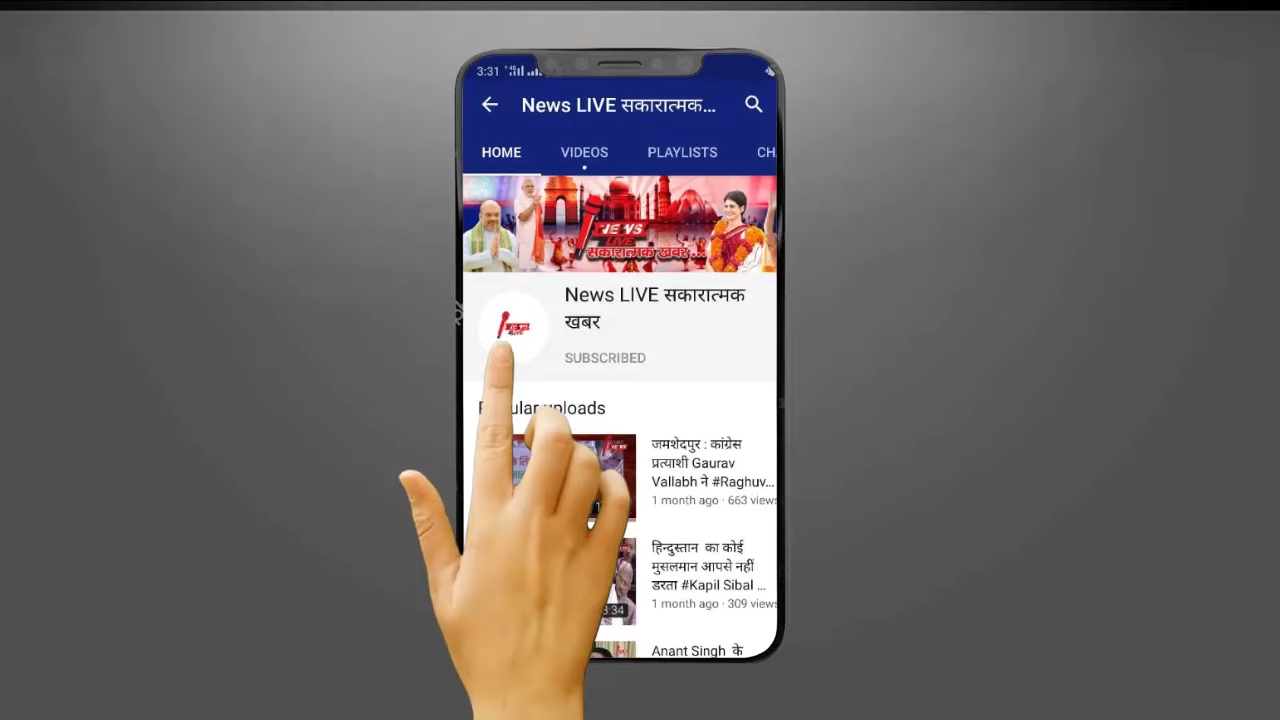 3:31
News LIVE सकारात्मक...
HOME VIDEOS PLAYLISTS CH
NEWS
LIVE
सकारात्मक खबर ...
News LIVE सकारात्मक
खबर
NEWS
LIVE
SUBSCRIBED
uploads
जमशेदपुर : कांग्रेस
प्रत्याशी Gaurav
Vallabh ने #Raghuv...
1 month ago · 663 views
हिन्दुस्तान का कोई
मुसलमान आपसे नहीं
डरता #Kapil Sibal ...
1 month ago · 309 views
3:34
Anant Singh के